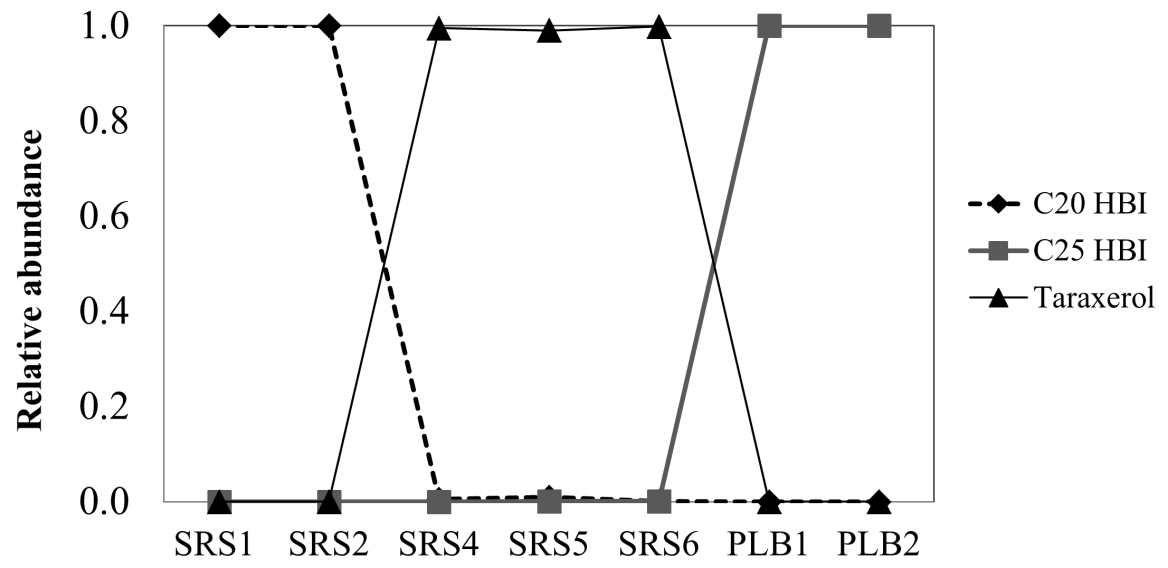 Relative abundance
1.0
0.8
0.6
0.4
0.2
0.0
SRS1 SRS2 SRS4 SRS5 SRS6 PLB1 PLB2
C20 HBI
C25 HBI
Taraxerol